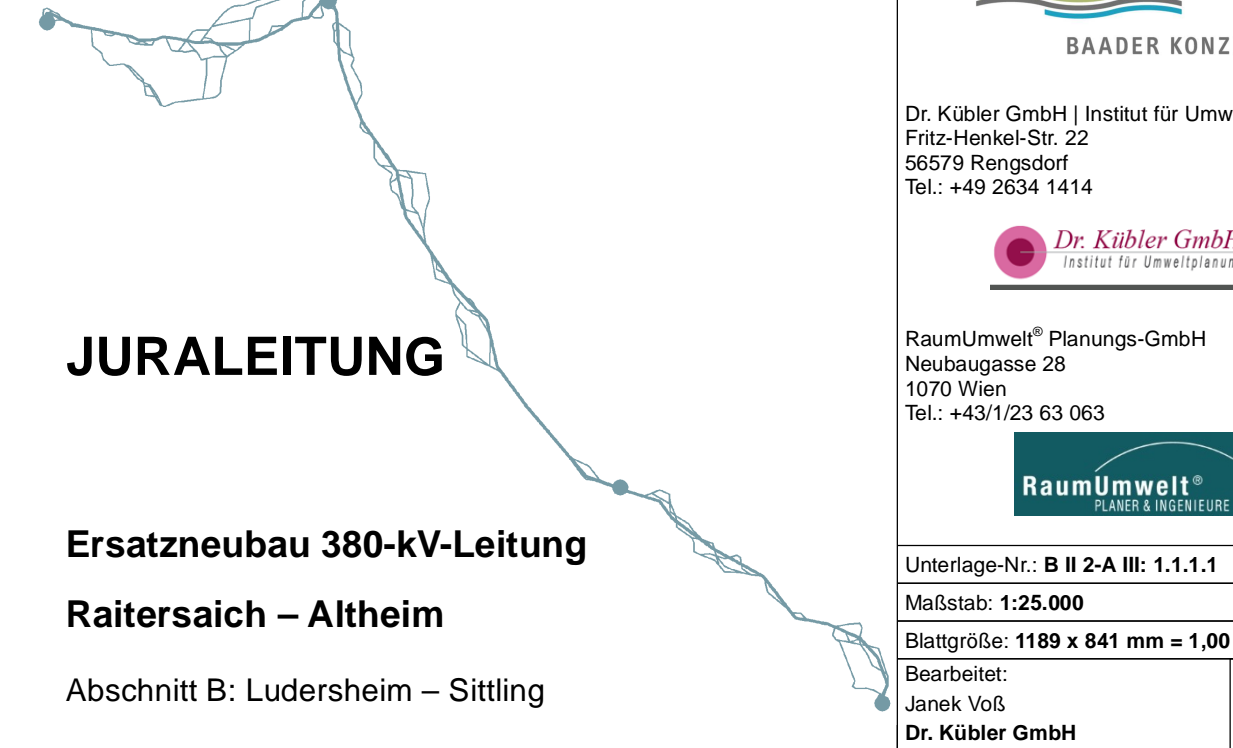 JURALEITUNG
Ersatzneubau 380-kV-Leitung
Raitersaich – Altheim
Abschnitt B: Ludersheim – Sittling
BAADER KONZ
Dr. Kübler GmbH | Institut für Umw
Fritz-Henkel-Str. 22
56579 Rengsdorf
Tel.: +49 2634 1414
Dr. Kübler GmbH
Institut für Umweltplanun
RaumUmwelt® Planungs-GmbH
Neubaugasse 28
1070 Wien
Tel.: +43/1/23 63 063
RaumUmwelt®
PLANER & INGENIEURE
Unterlage-Nr.: B II 2-A III: 1.1.1.1
Maßstab: 1:25.000
Blattgröße: 1189 x 841 mm = 1,00
Bearbeitet:
Janek Voß
Dr. Kübler GmbH